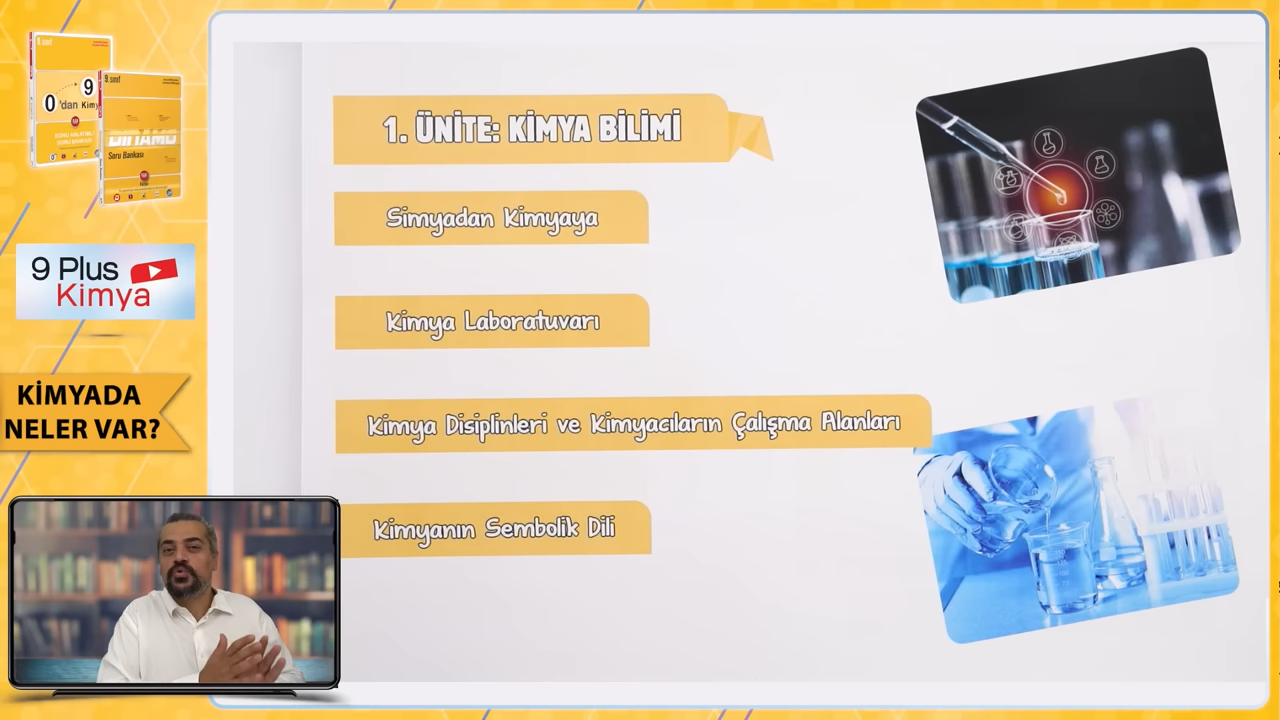 9. sınıf
0'dan 9
Kimya
9. sınıf
DİNAMO
Soru Bankası
9 Plus
Kimya
KİMYADA
NELER VAR?
1. ÜNİTE: KİMYA BİLİMİ
Simyadan Kimyaya
Kimya Laboratuvarı
Kimya Disiplinleri ve Kimyacıların Çalışma Alanları
Kimyanın Sembolik Dili